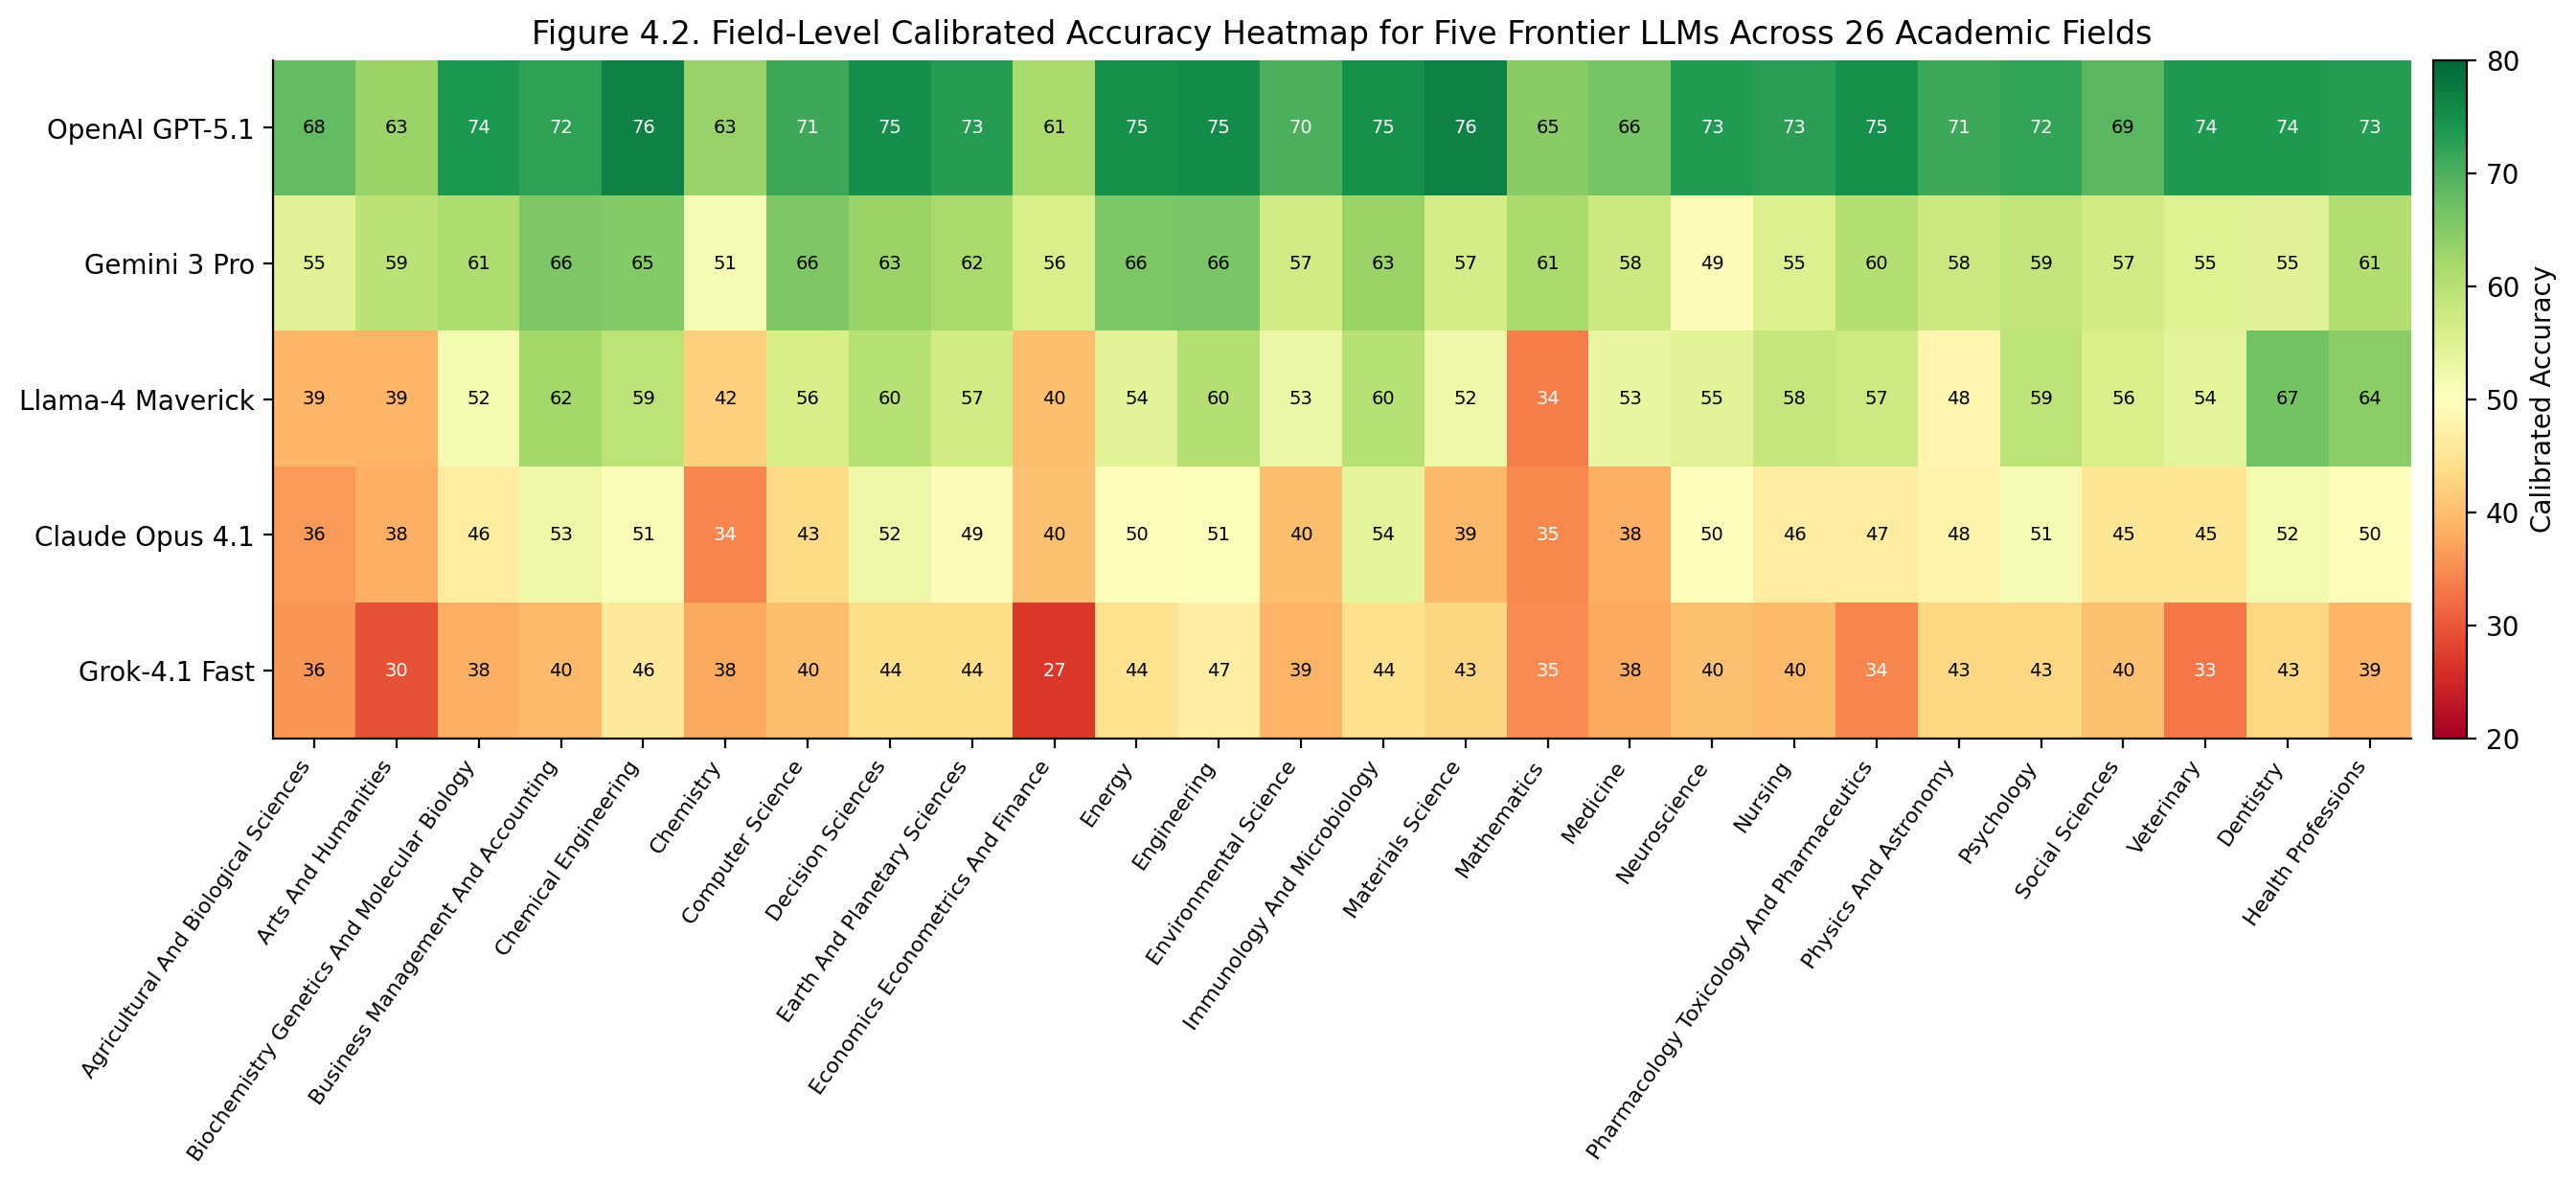 Figure 4.2. Field-Level Calibrated Accuracy Heatmap for Five Frontier LLMs Across 26 Academic Fields
OpenAI GPT-5.1 68 63 74 72 76 63 71 75 73 61 75 75 70 75 76 65 66 73 73 75 71 72 69 74 74 73
Gemini 3 Pro 55 59 61 66 65 51 66 63 62 56 66 66 57 63 57 61 58 49 55 60 58 59 57 55 55 61
Llama-4 Maverick 39 39 52 62 59 42 56 60 57 40 54 60 53 60 52 34 53 55 58 57 48 59 56 54 67 64
Claude Opus 4.1 36 38 46 53 51 34 43 52 49 40 50 51 40 54 39 35 38 50 46 47 48 51 45 45 52 50
Grok-4.1 Fast 36 30 38 40 46 38 40 44 44 27 44 47 39 44 43 35 38 40 40 34 43 43 40 33 43 39
Agricultural And Biological Sciences
Arts And Humanities
Biochemistry Genetics And Molecular Biology
Business Management And Accounting
Chemical Engineering
Chemistry
Computer Science
Decision Sciences
Earth And Planetary Sciences
Economics Econometrics And Finance
Energy
Engineering
Environmental Science
Immunology And Microbiology
Materials Science
Mathematics
Medicine
Neuroscience
Nursing
Pharmacology Toxicology And Pharmaceutics
Physics And Astronomy
Psychology
Social Sciences
Veterinary
Dentistry
Health Professions
80
70
60
50
40
30
20
Calibrated Accuracy